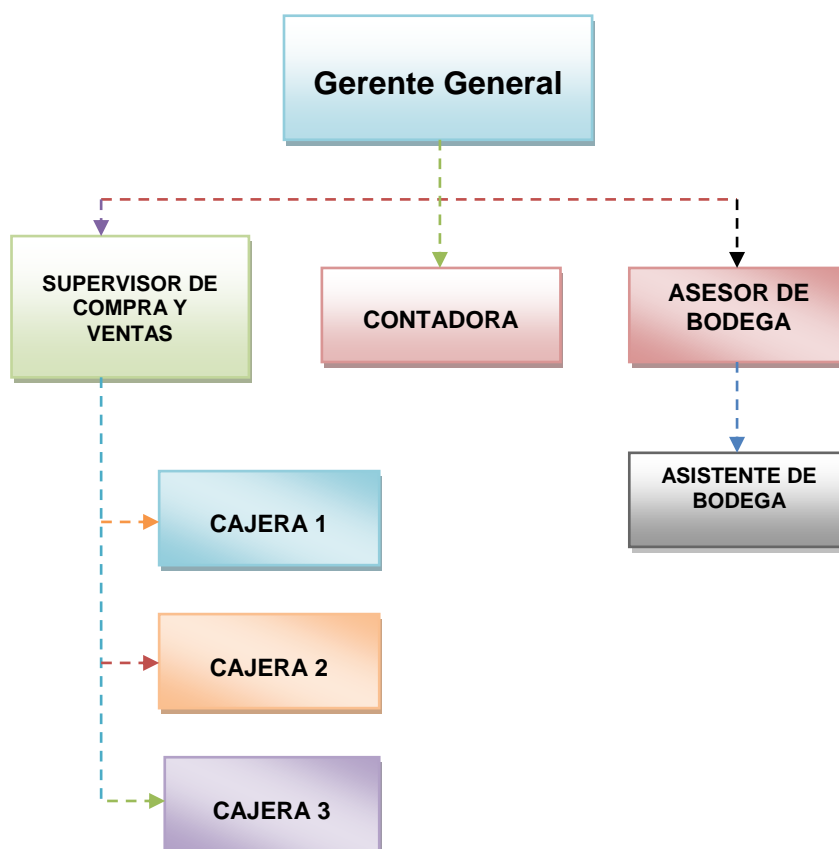 Gerente General
SUPERVISOR DE
COMPRA Y
VENTAS
CONTADORA
ASESOR DE
BODEGA
ASISTENTE DE
BODEGA
CAJERA 1
CAJERA 2
CAJERA 3